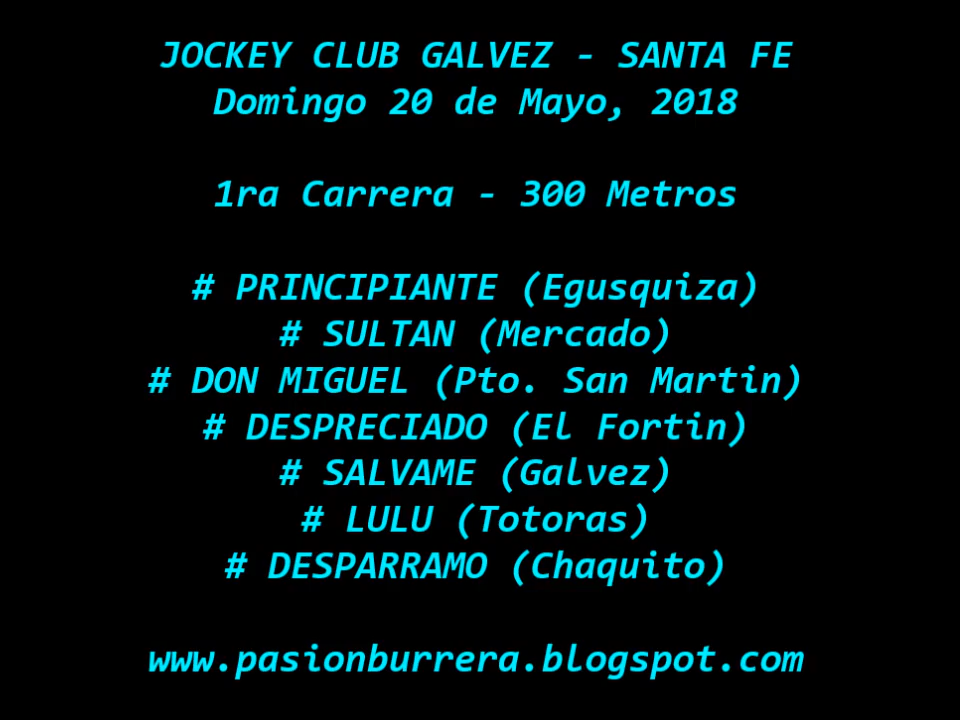 JOCKEY CLUB GALVEZ - SANTA FE
Domingo 20 de Mayo, 2018
1ra Carrera - 300 Metros
# PRINCIPIANTE (Egusquiza)
# SULTAN (Mercado)
# DON MIGUEL (Pto. San Martin)
# DESPRECIADO (El Fortin)
# SALVAME (Galvez)
# LULU (Totoras)
# DESPARRAMO (Chaquito)
www.pasionburrera.blogspot.com